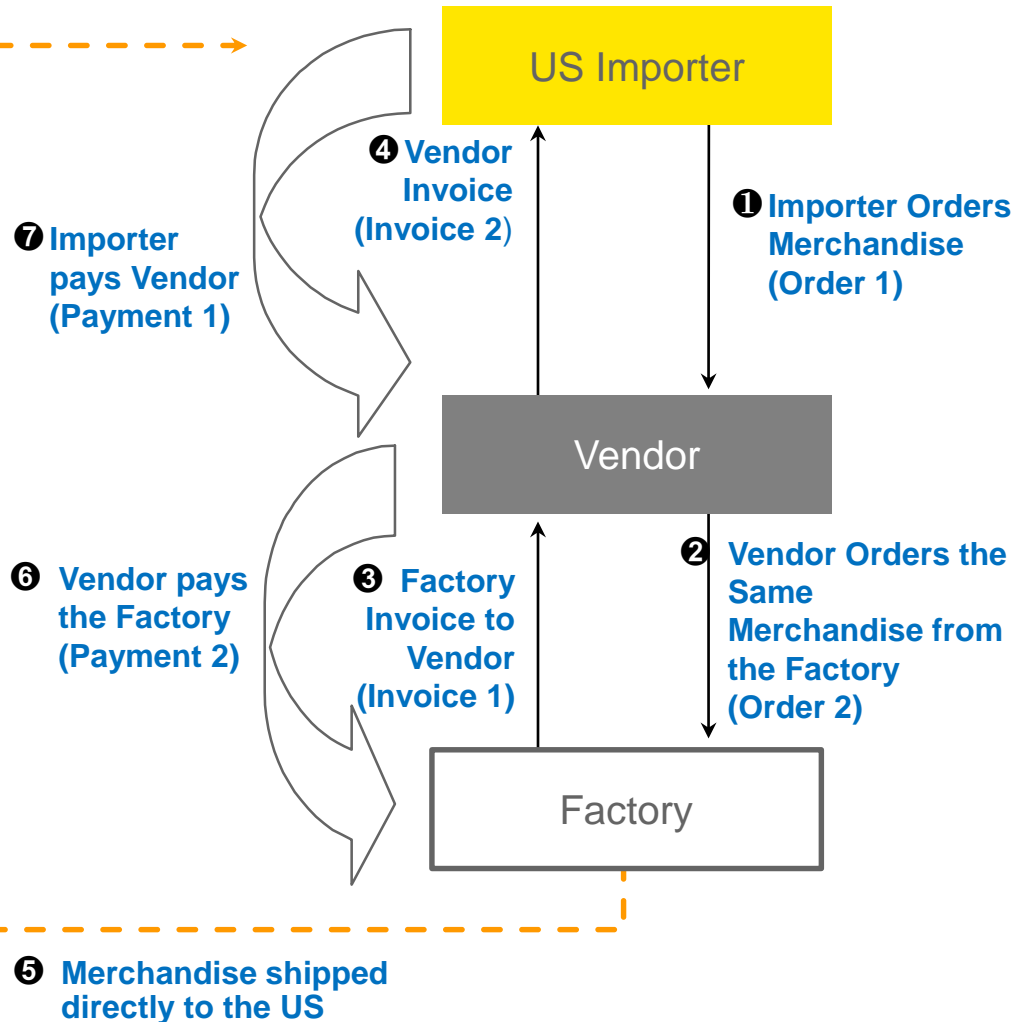 US Importer
❹ Vendor
Invoice
(Invoice 2)
❶ Importer Orders
Merchandise
(Order 1)
❼ Importer
pays Vendor
(Payment 1)
Vendor
❻ Vendor pays
the Factory
(Payment 2)
❸ Factory
Invoice to
Vendor
(Invoice 1)
❷ Vendor Orders the
Same
Merchandise from
the Factory
(Order 2)
Factory
❺ Merchandise shipped
directly to the US